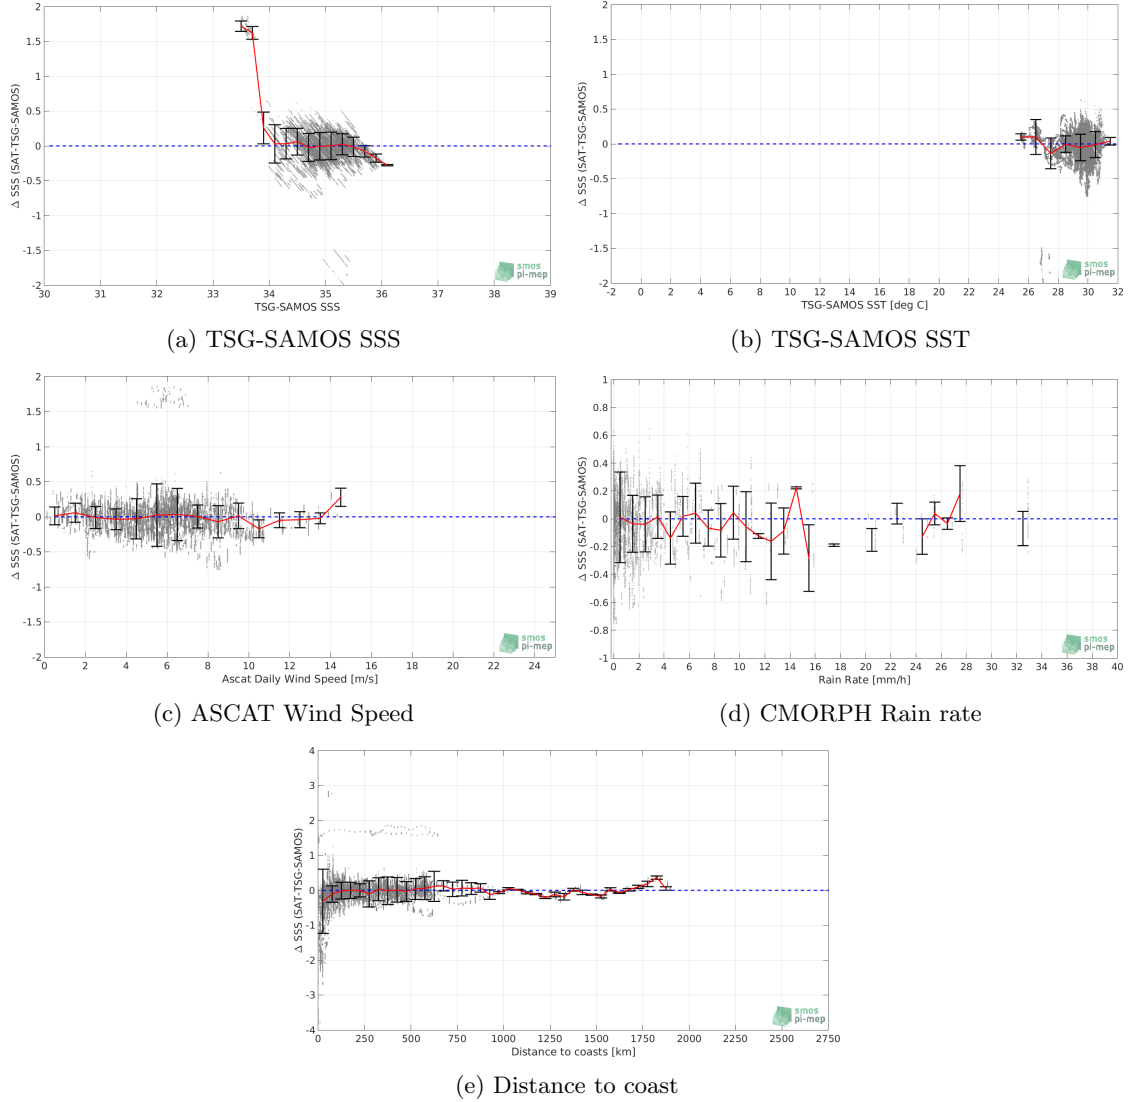 2
1.5
1
0.5
0
-0.5
-1
-1.5
-2
Δ SSS (SAT-TSG-SAMOS)
30 31 32 33 34 35 36 37 38 39
TSG-SAMOS SSS
smos
pi-mep
(a) TSG-SAMOS SSS
2
1.5
1
0.5
0
-0.5
-1
-1.5
-2
Δ SSS (SAT-TSG-SAMOS)
-2 0 2 4 6 8 10 12 14 16 18 20 22 24 26 28 30 32
TSG-SAMOS SST [deg C]
smos
pi-mep
(b) TSG-SAMOS SST
2
1.5
1
0.5
0
-0.5
-1
-1.5
-2
Δ SSS (SAT-TSG-SAMOS)
0 2 4 6 8 10 12 14 16 18 20 22 24
Ascat Daily Wind Speed [m/s]
smos
pi-mep
(c) ASCAT Wind Speed
1
0.8
0.6
0.4
0.2
0
-0.2
-0.4
-0.6
-0.8
-1
Δ SSS (SAT-TSG-SAMOS)
0 2 4 6 8 10 12 14 16 18 20 22 24 26 28 30 32 34 36 38 40
Rain Rate [mm/h]
smos
pi-mep
(d) CMORPH Rain rate
4
3
2
1
0
-1
-2
-3
-4
Δ SSS (SAT-TSG-SAMOS)
0 250 500 750 1000 1250 1500 1750 2000 2250 2500 2750
Distance to coasts [km]
smos
pi-mep
(e) Distance to coast